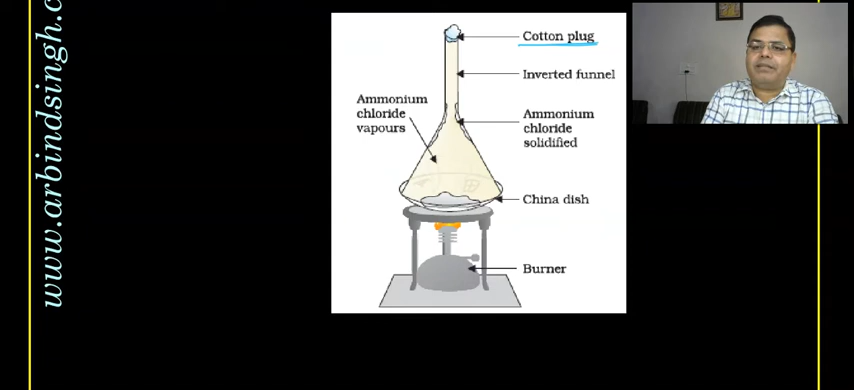 www.arbindsingh.c
Cotton plug
Inverted funnel
Ammonium
chloride
vapours
Ammonium
chloride
solidified
China dish
Burner